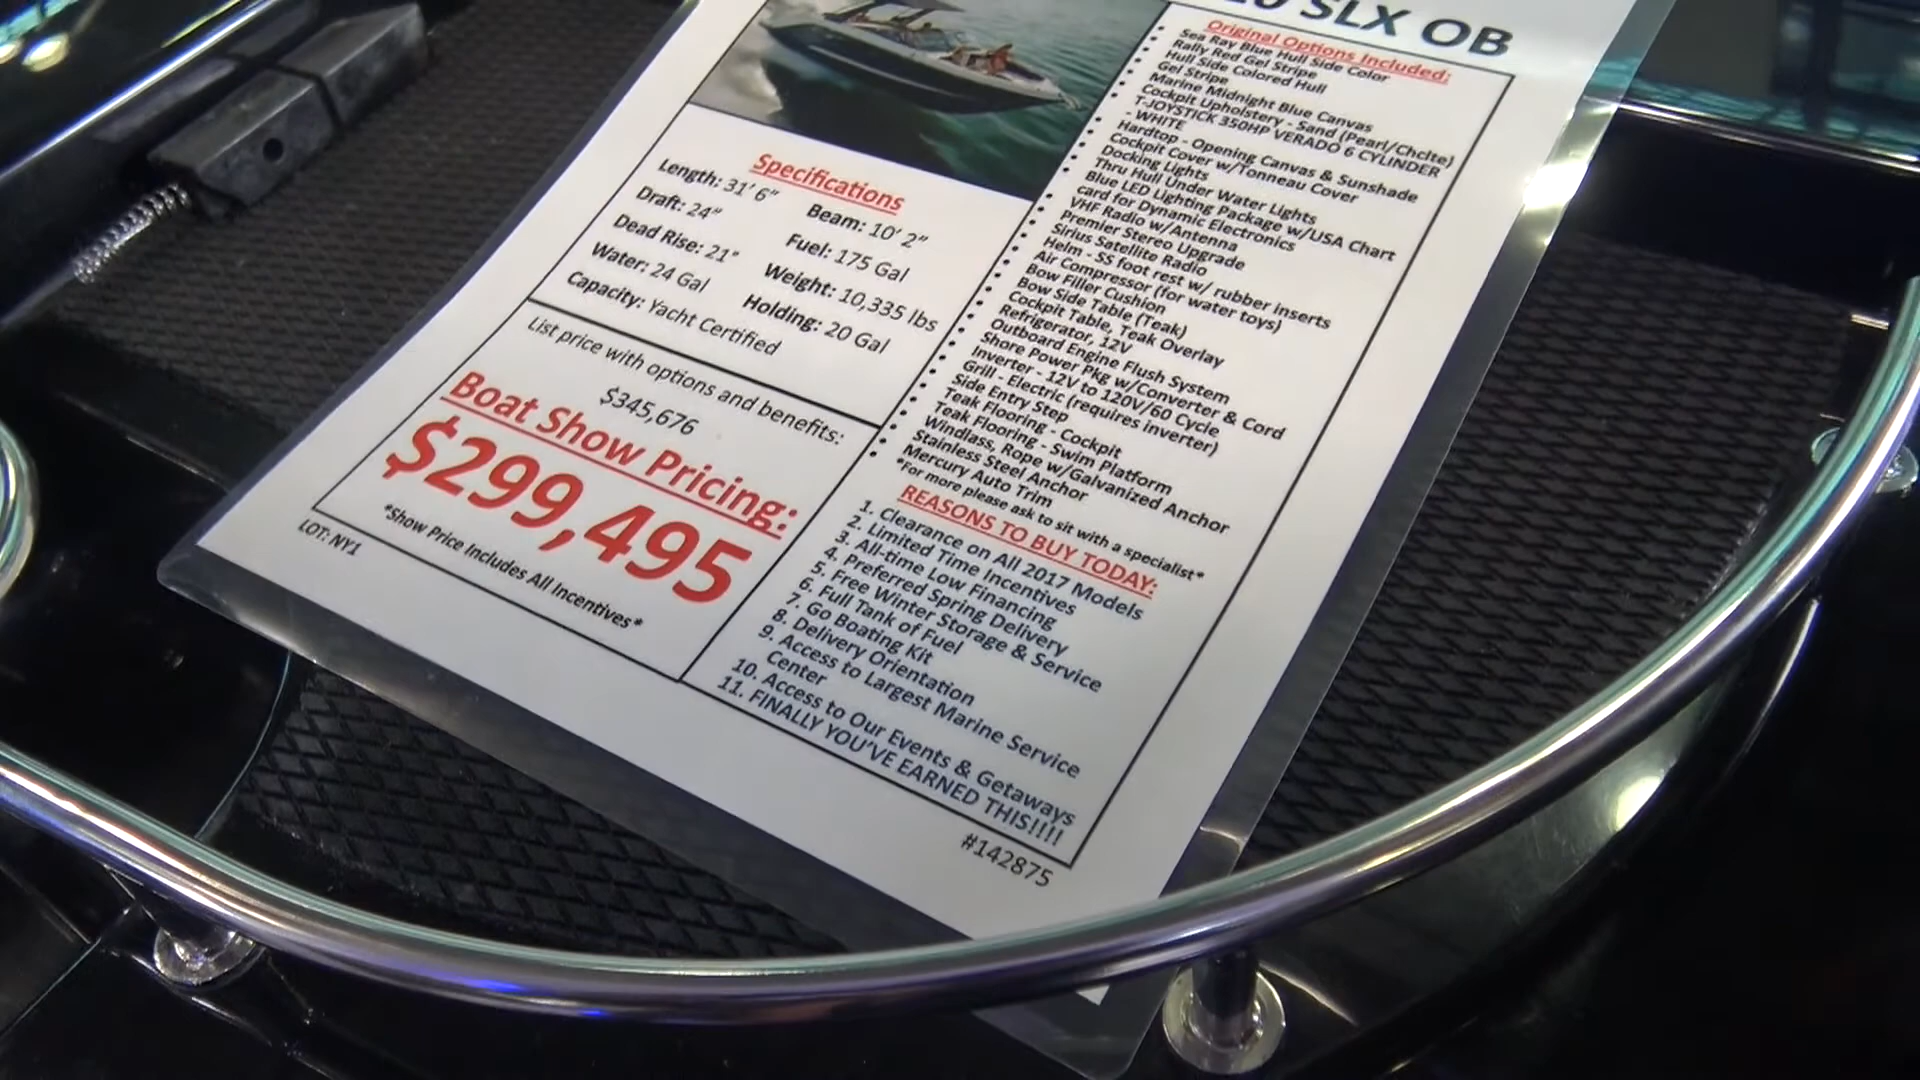 SLX OB
Specifications
Length: 31' 6"
Beam: 10' 2"
Draft: 24"
Fuel: 175 Gal
Dead Rise: 21°
Weight: 10,335 lbs
Water: 24 Gal
Holding: 20 Gal
Capacity: Yacht Certified
List price with options and benefits:
$345,676
Boat Show Pricing:
$299,495
*Show Price Includes All Incentives*
LOT: NY1
Original Options Included:
• Sea Ray Blue Hull Side Color
• Rally Red Gel Stripe
• Hull Side Colored Hull
• Gel Stripe
• Marine Midnight Blue Canvas
• Cockpit Upholstery - Sand (Pearl/Chclte)
• T-JOYSTICK 350HP VERADO 6 CYLINDER
- WHITE
• Hardtop - Opening Canvas & Sunshade
• Cockpit Cover w/Tonneau Cover
• Docking Lights
• Thru Hull Under Water Lights
• Blue LED Lighting Package w/USA Chart
card for Dynamic Electronics
• VHF Radio w/Antenna
• Premier Stereo Upgrade
• Sirius Satellite Radio
• Helm - SS foot rest w/ rubber inserts
• Air Compressor (for water toys)
• Bow Filler Cushion
• Bow Side Table (Teak)
• Cockpit Table, Teak Overlay
• Refrigerator, 12V
• Outboard Engine Flush System
• Shore Power Pkg w/Converter & Cord
• Inverter - 12V to 120V/60 Cycle
• Grill - Electric (requires inverter)
• Side Entry Step
• Teak Flooring - Cockpit
• Teak Flooring - Swim Platform
• Windlass, Rope w/Galvanized Anchor
• Stainless Steel Anchor
• Mercury Auto Trim
*For more please ask to sit with a specialist*
REASONS TO BUY TODAY:
1. Clearance on All 2017 Models
2. Limited Time Incentives
3. All-time Low Financing
4. Preferred Spring Delivery
5. Free Winter Storage & Service
6. Full Tank of Fuel
7. Go Boating Kit
8. Delivery Orientation
9. Access to Largest Marine Service
Center
10. Access to Our Events & Getaways
11. FINALLY YOU'VE EARNED THIS!!!!
#142875